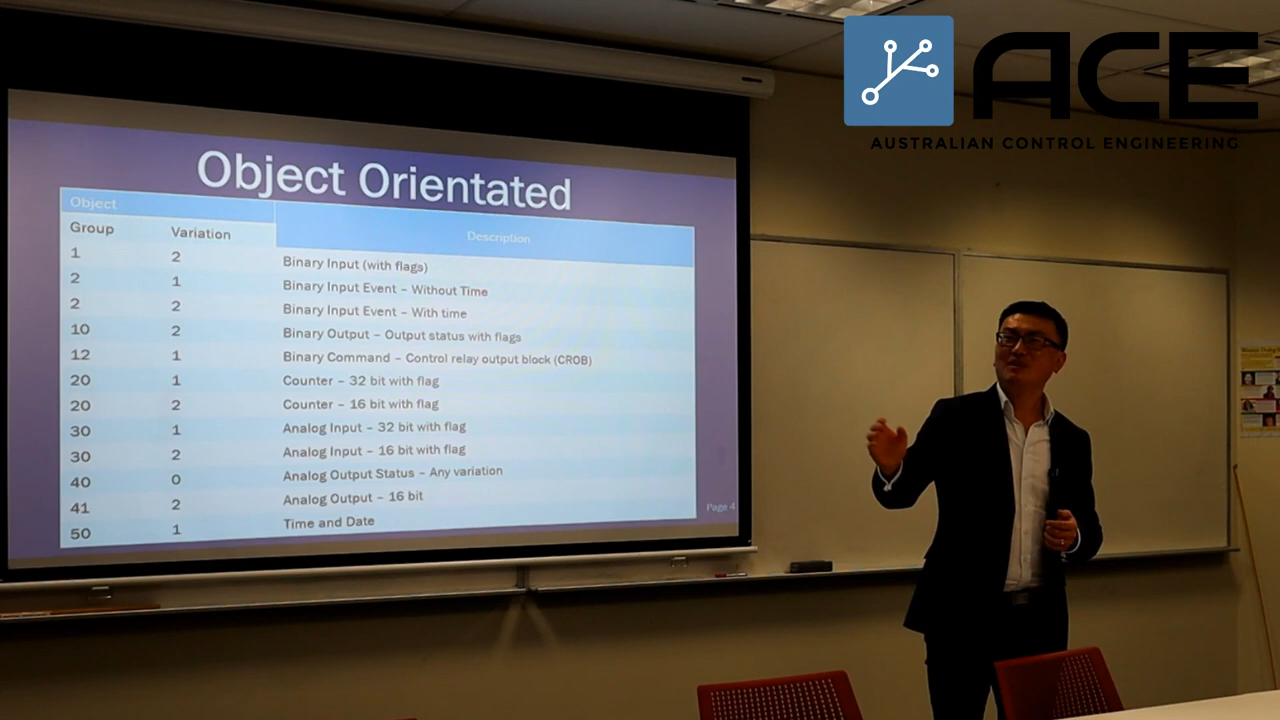 ACE
AUSTRALIAN CONTROL ENGINEERING
Object Orientated
Object
Description
Group Variation
1 2 Binary Input (with flags)
2 1 Binary Input Event – Without Time
2 2 Binary Input Event – With time
10 2 Binary Output – Output status with flags
12 1 Binary Command – Control relay output block (CROB)
20 1 Counter – 32 bit with flag
20 2 Counter – 16 bit with flag
30 1 Analog Input – 32 bit with flag
30 2 Analog Input – 16 bit with flag
40 0 Analog Output Status – Any variation
41 2 Analog Output – 16 bit
50 1 Time and Date
Page 4